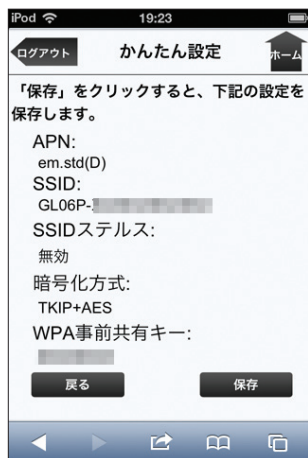 iPod 19:23
ログアウト かんたん設定 ホーム
「保存」をクリックすると、下記の設定を
保存します。
APN:
em.std(D)
SSID:
GL06P-
SSIDステルス:
無効
暗号化方式:
TKIP+AES
WPA事前共有キー:
戻る 保存